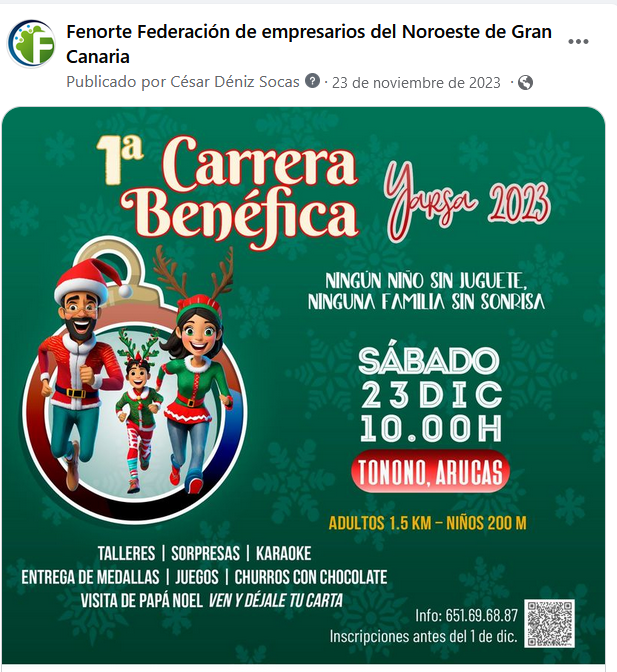 Fenorte Federación de empresarios del Noroeste de Gran
Canaria
Publicado por César Déniz Socas · 23 de noviembre de 2023 ·
1ª Carrera
Benéfica
Yarsa 2023
NINGÚN NIÑO SIN JUGUETE,
NINGUNA FAMILIA SIN SONRISA
SÁBADO
23 DIC
10.00H
TONONO, ARUCAS
ADULTOS 1.5 KM – NIÑOS 200 M
TALLERES | SORPRESAS | KARAOKE
ENTREGA DE MEDALLAS | JUEGOS | CHURROS CON CHOCOLATE
VISITA DE PAPÁ NOEL VEN Y DÉJALE TU CARTA
Info: 651.69.68.87
Inscripciones antes del 1 de dic.